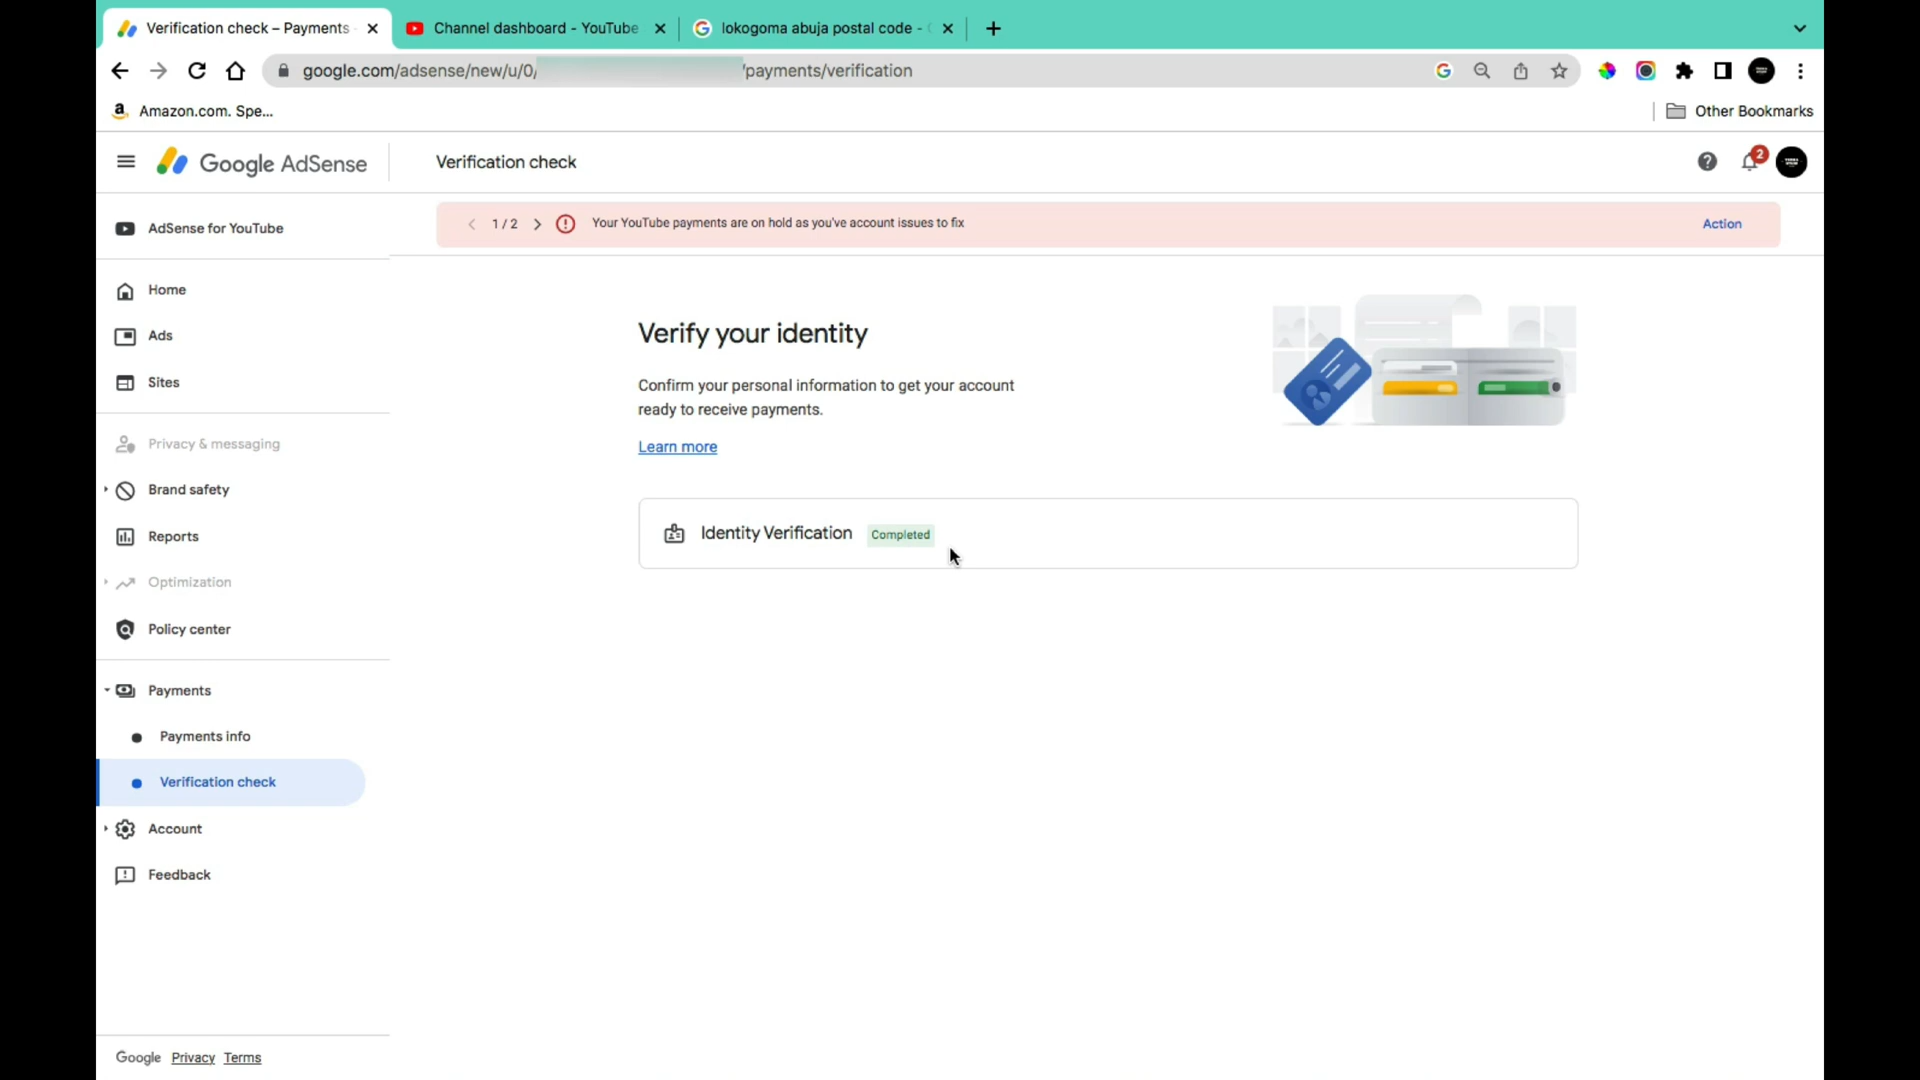 Verification check – Payments
Channel dashboard - YouTube
lokogoma abuja postal code -
google.com/adsense/new/u/0/
/payments/verification
Amazon.com. Spe...
Other Bookmarks
Google AdSense
Verification check
2
AdSense for YouTube
1 / 2
Your YouTube payments are on hold as you've account issues to fix
Action
Home
Ads
Sites
Privacy & messaging
Brand safety
Reports
Optimization
Policy center
Payments
Payments info
Verification check
Account
Feedback
Verify your identity
Confirm your personal information to get your account
ready to receive payments.
Learn more
Identity Verification
Completed
Google Privacy Terms